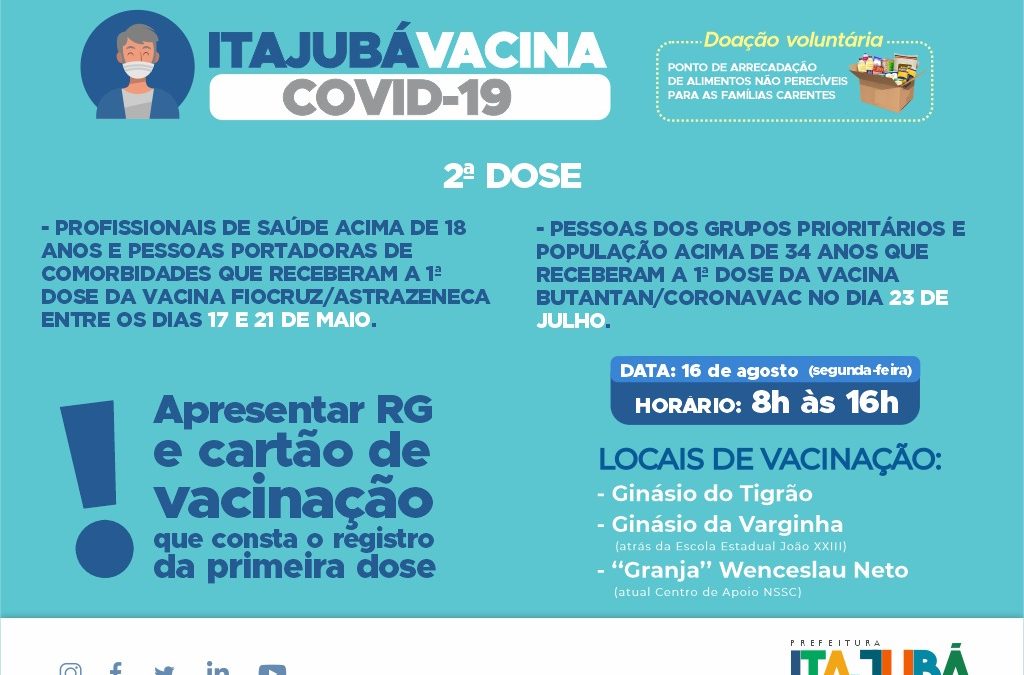 ITAJUBÁVACINA
COVID-19
Doação voluntária
PONTO DE ARRECADAÇÃO
DE ALIMENTOS NÃO PERECÍVEIS
PARA AS FAMÍLIAS CARENTES
2ª DOSE
- PROFISSIONAIS DE SAÚDE ACIMA DE 18
ANOS E PESSOAS PORTADORAS DE
COMORBIDADES QUE RECEBERAM A 1ª
DOSE DA VACINA FIOCRUZ/ASTRAZENECA
ENTRE OS DIAS 17 E 21 DE MAIO.
- PESSOAS DOS GRUPOS PRIORITÁRIOS E
POPULAÇÃO ACIMA DE 34 ANOS QUE
RECEBERAM A 1ª DOSE DA VACINA
BUTANTAN/CORONAVAC NO DIA 23 DE
JULHO.
! Apresentar RG
e cartão de
vacinação
que consta o registro
da primeira dose
DATA: 16 de agosto (segunda-feira)
HORÁRIO: 8h às 16h
LOCAIS DE VACINAÇÃO:
- Ginásio do Tigrão
- Ginásio da Varginha
(atrás da Escola Estadual João XXIII)
- “Granja” Wenceslau Neto
(atual Centro de Apoio NSSC)
PREFEITURA
ITAJUBÁ